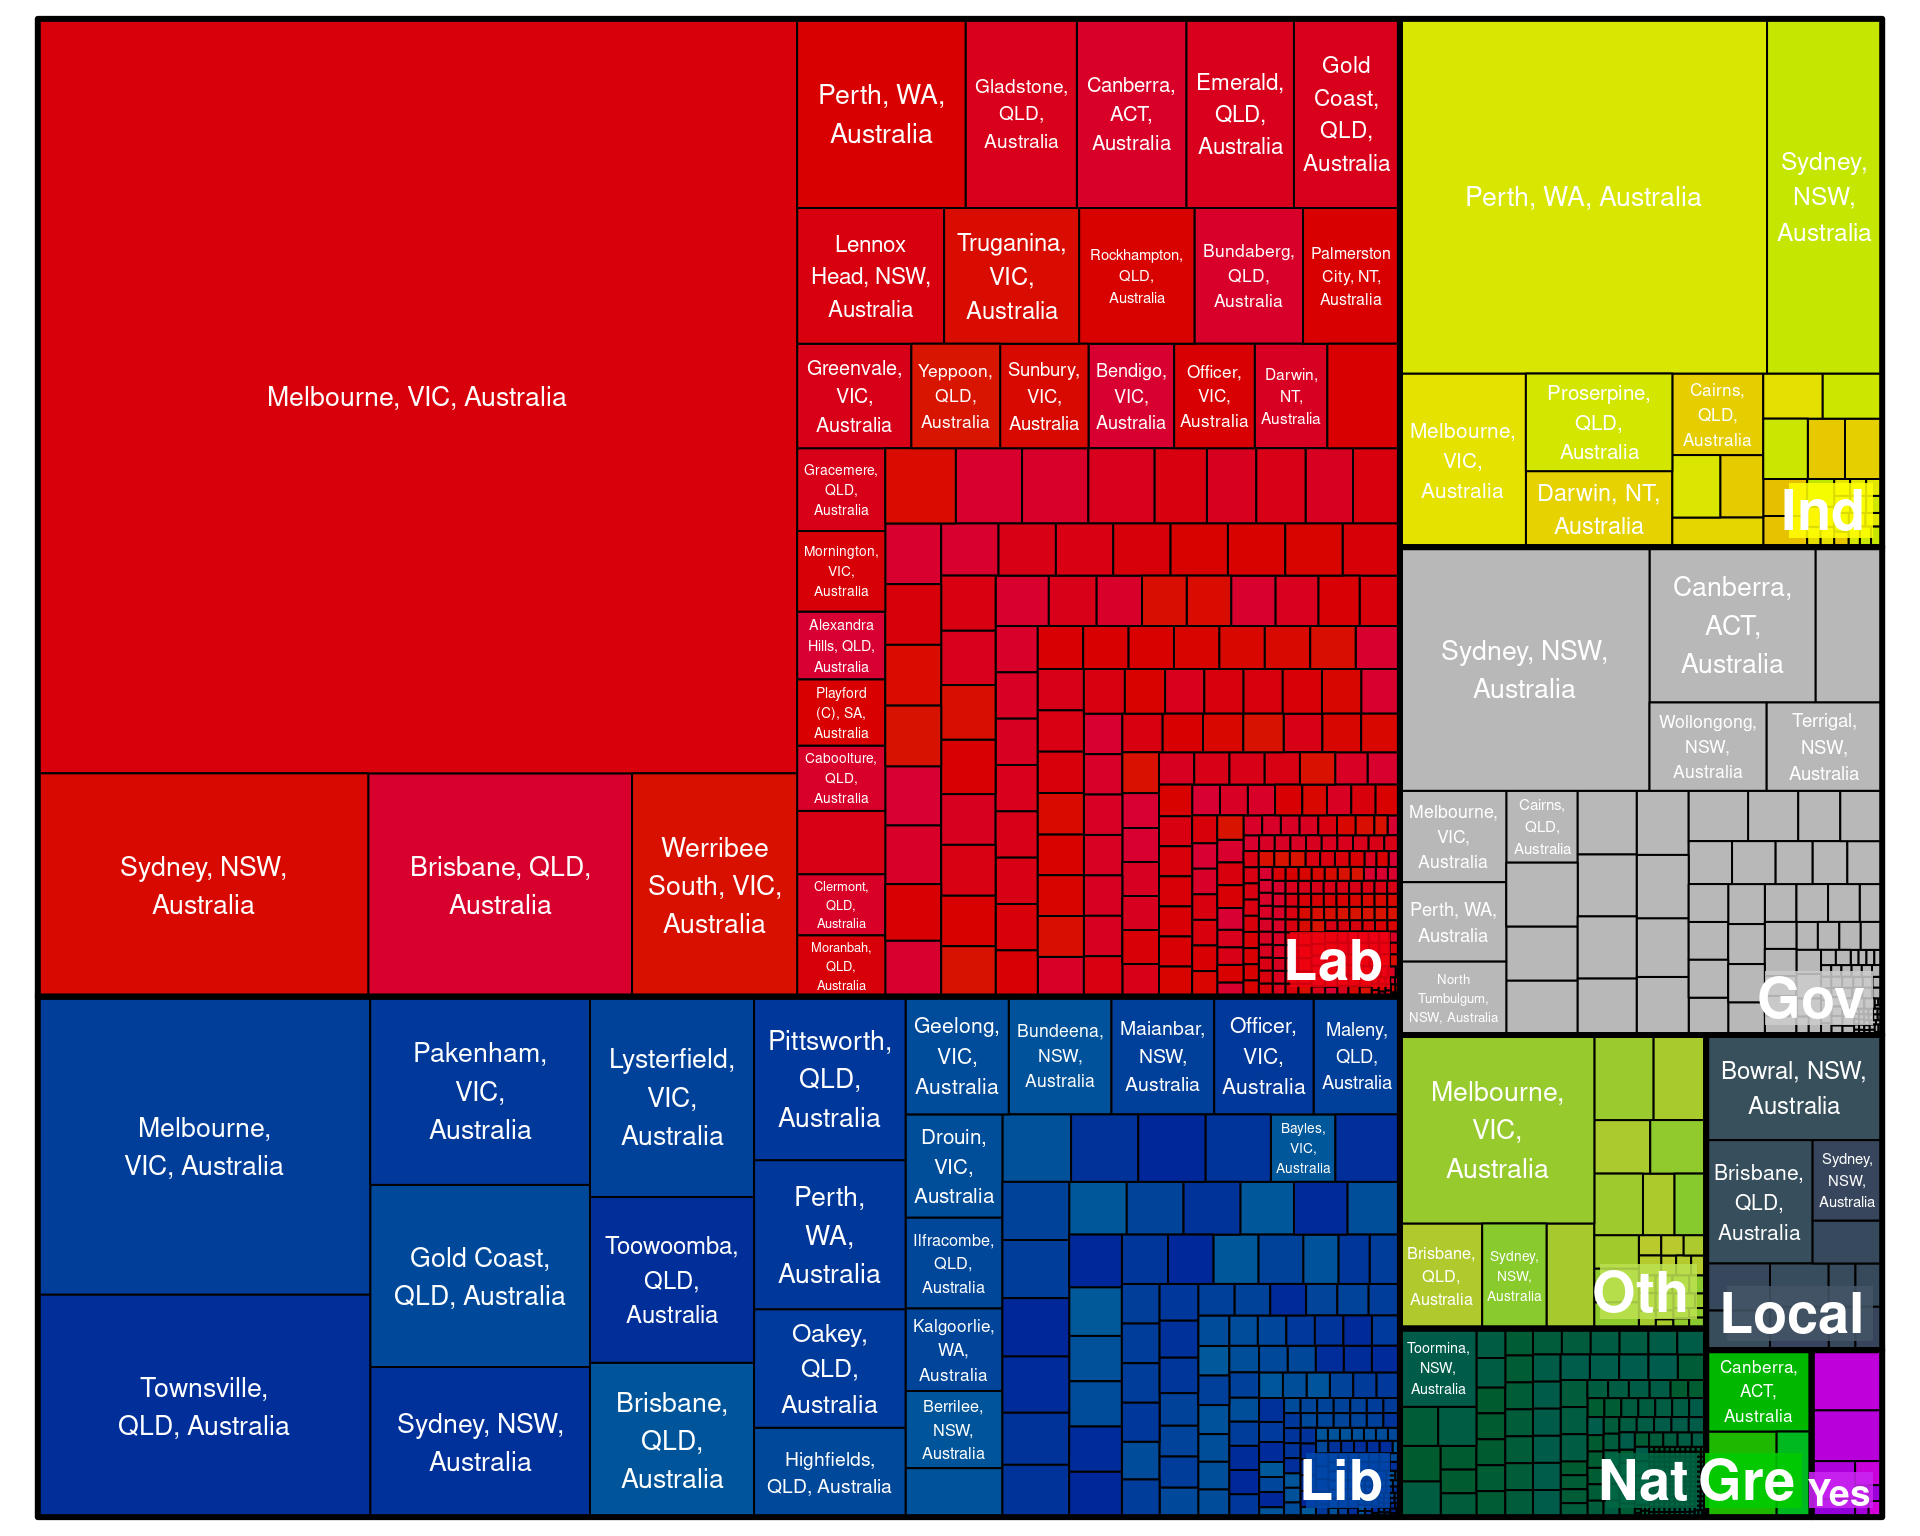 Melbourne, VIC, Australia
Sydney, NSW,
Australia
Brisbane, QLD,
Australia
Werribee
South, VIC,
Australia
Perth, WA,
Australia
Gladstone,
QLD,
Australia
Canberra,
ACT,
Australia
Emerald,
QLD,
Australia
Gold
Coast,
QLD,
Australia
Lennox
Head, NSW,
Australia
Truganina,
VIC,
Australia
Rockhampton,
QLD,
Australia
Bundaberg,
QLD,
Australia
Palmerston
City, NT,
Australia
Greenvale,
VIC,
Australia
Yeppoon,
QLD,
Australia
Sunbury,
VIC,
Australia
Bendigo,
VIC,
Australia
Officer,
VIC,
Australia
Darwin,
NT,
Australia
Gracemere,
QLD,
Australia
Mornington,
VIC,
Australia
Alexandra
Hills, QLD,
Australia
Playford
(C), SA,
Australia
Caboolture,
QLD,
Australia
Clermont,
QLD,
Australia
Moranbah,
QLD,
Australia
Lab
Melbourne,
VIC, Australia
Townsville,
QLD, Australia
Pakenham,
VIC,
Australia
Gold Coast,
QLD, Australia
Sydney, NSW,
Australia
Lysterfield,
VIC,
Australia
Toowoomba,
QLD,
Australia
Brisbane,
QLD,
Australia
Pittsworth,
QLD,
Australia
Perth,
WA,
Australia
Oakey,
QLD,
Australia
Highfields,
QLD, Australia
Geelong,
VIC,
Australia
Bundeena,
NSW,
Australia
Maianbar,
NSW,
Australia
Officer,
VIC,
Australia
Maleny,
QLD,
Australia
Drouin,
VIC,
Australia
Bayles,
VIC,
Australia
Ilfracombe,
QLD,
Australia
Kalgoorlie,
WA,
Australia
Berrilee,
NSW,
Australia
Lib
Perth, WA, Australia
Sydney,
NSW,
Australia
Melbourne,
VIC,
Australia
Proserpine,
QLD,
Australia
Darwin, NT,
Australia
Cairns,
QLD,
Australia
Ind
Sydney, NSW,
Australia
Canberra,
ACT,
Australia
Wollongong,
NSW,
Australia
Terrigal,
NSW,
Australia
Melbourne,
VIC,
Australia
Cairns,
QLD,
Australia
Perth, WA,
Australia
North
Tumbulgum,
NSW, Australia
Gov
Melbourne,
VIC,
Australia
Brisbane,
QLD,
Australia
Sydney,
NSW,
Australia
Oth
Bowral, NSW,
Australia
Brisbane,
QLD,
Australia
Sydney,
NSW,
Australia
Local
Toormina,
NSW,
Australia
Nat
Canberra,
ACT,
Australia
Gre
Yes